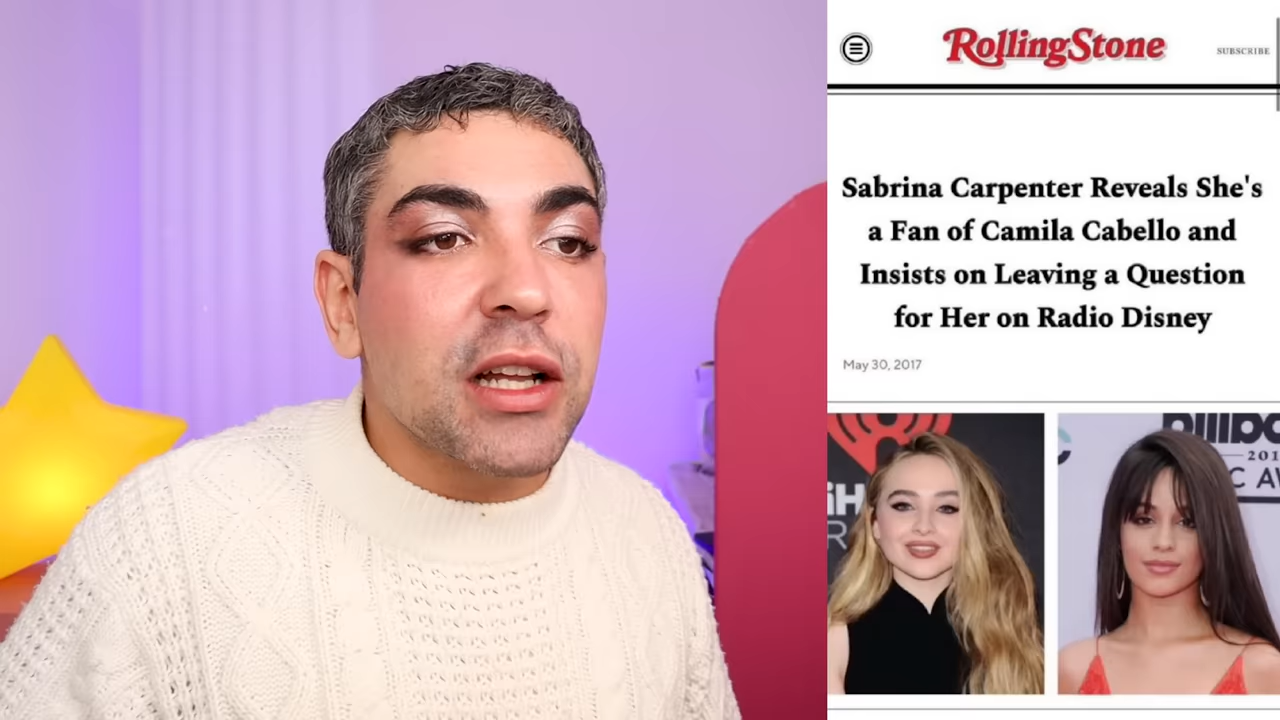 RollingStone
SUBSCRIBE
Sabrina Carpenter Reveals She's
a Fan of Camila Cabello and
Insists on Leaving a Question
for Her on Radio Disney
May 30, 2017
201